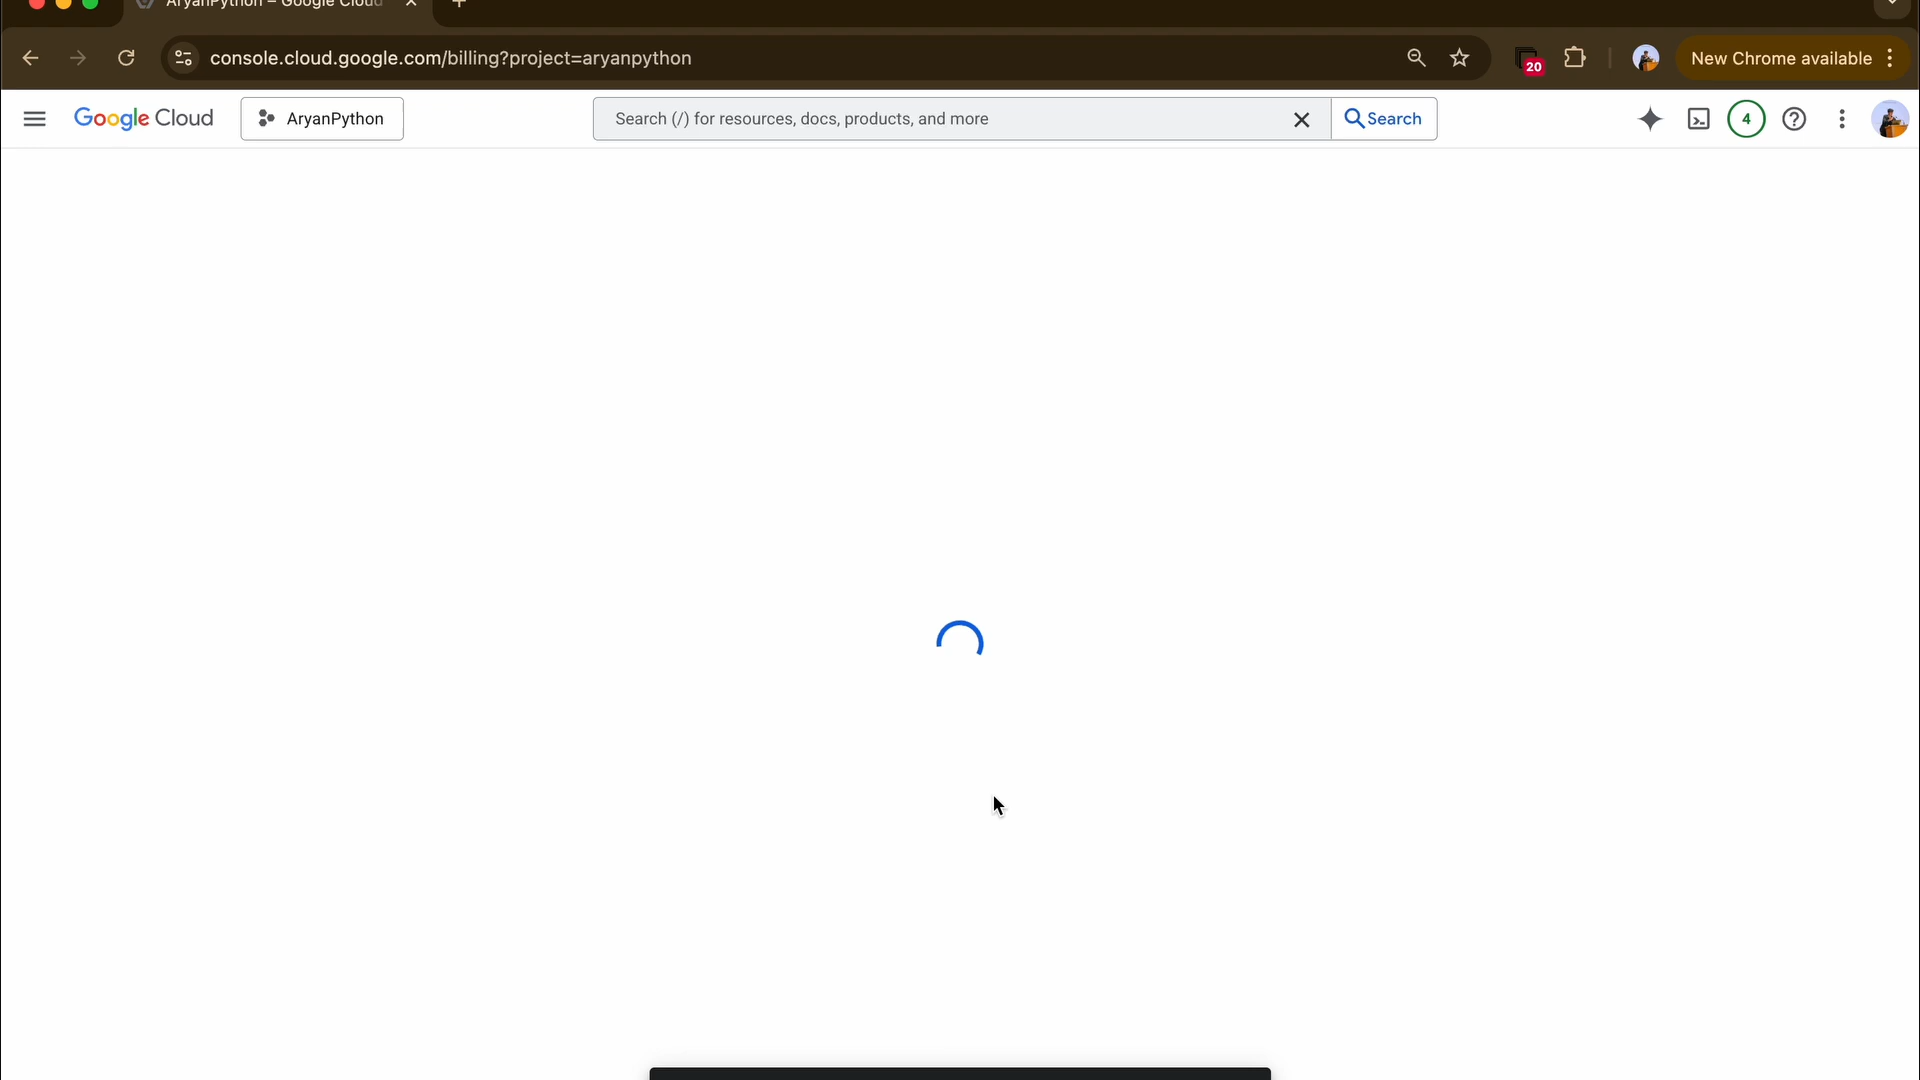 AryanPython – Google Cloud
console.cloud.google.com/billing?project=aryanpython
20
New Chrome available
Google Cloud
AryanPython
Search (/) for resources, docs, products, and more
Search
4